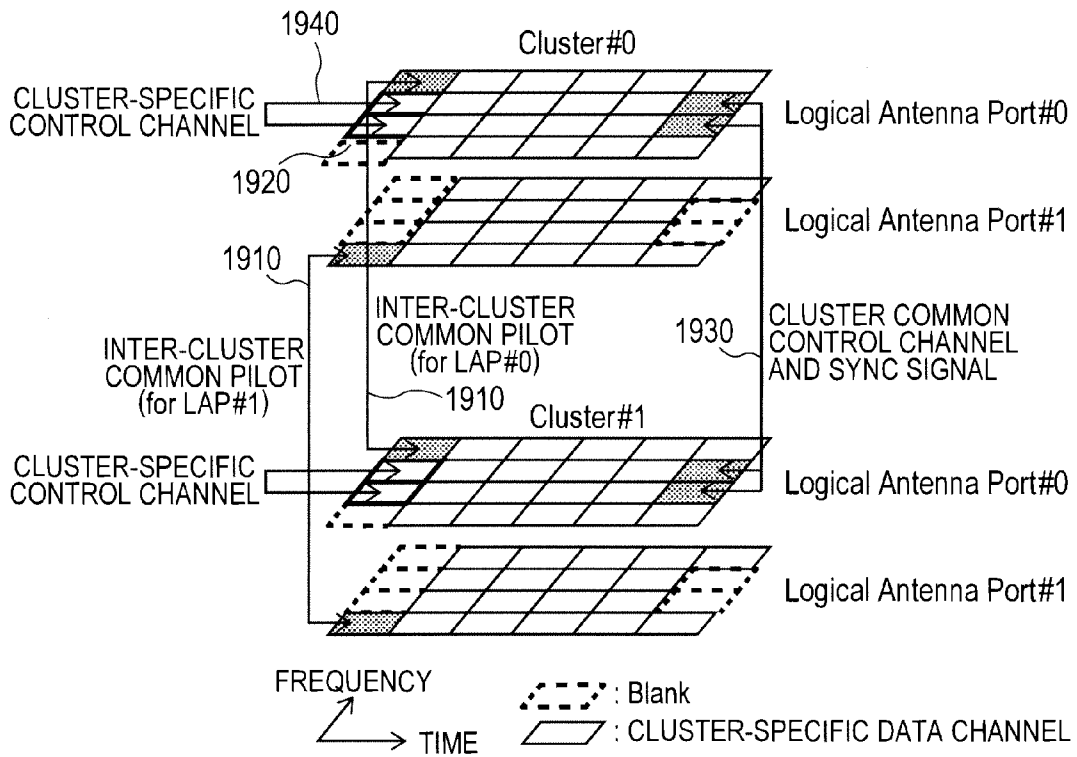 1940
Cluster#0
CLUSTER-SPECIFIC
CONTROL CHANNEL
Logical Antenna Port#0
1920
Logical Antenna Port#1
1910
INTER-CLUSTER
COMMON PILOT
(for LAP#0)
1930
CLUSTER COMMON
CONTROL CHANNEL
AND SYNC SIGNAL
INTER-CLUSTER
COMMON PILOT
(for LAP#1)
1910
Cluster#1
CLUSTER-SPECIFIC
CONTROL CHANNEL
Logical Antenna Port#0
Logical Antenna Port#1
FREQUENCY
TIME
: Blank
: CLUSTER-SPECIFIC DATA CHANNEL